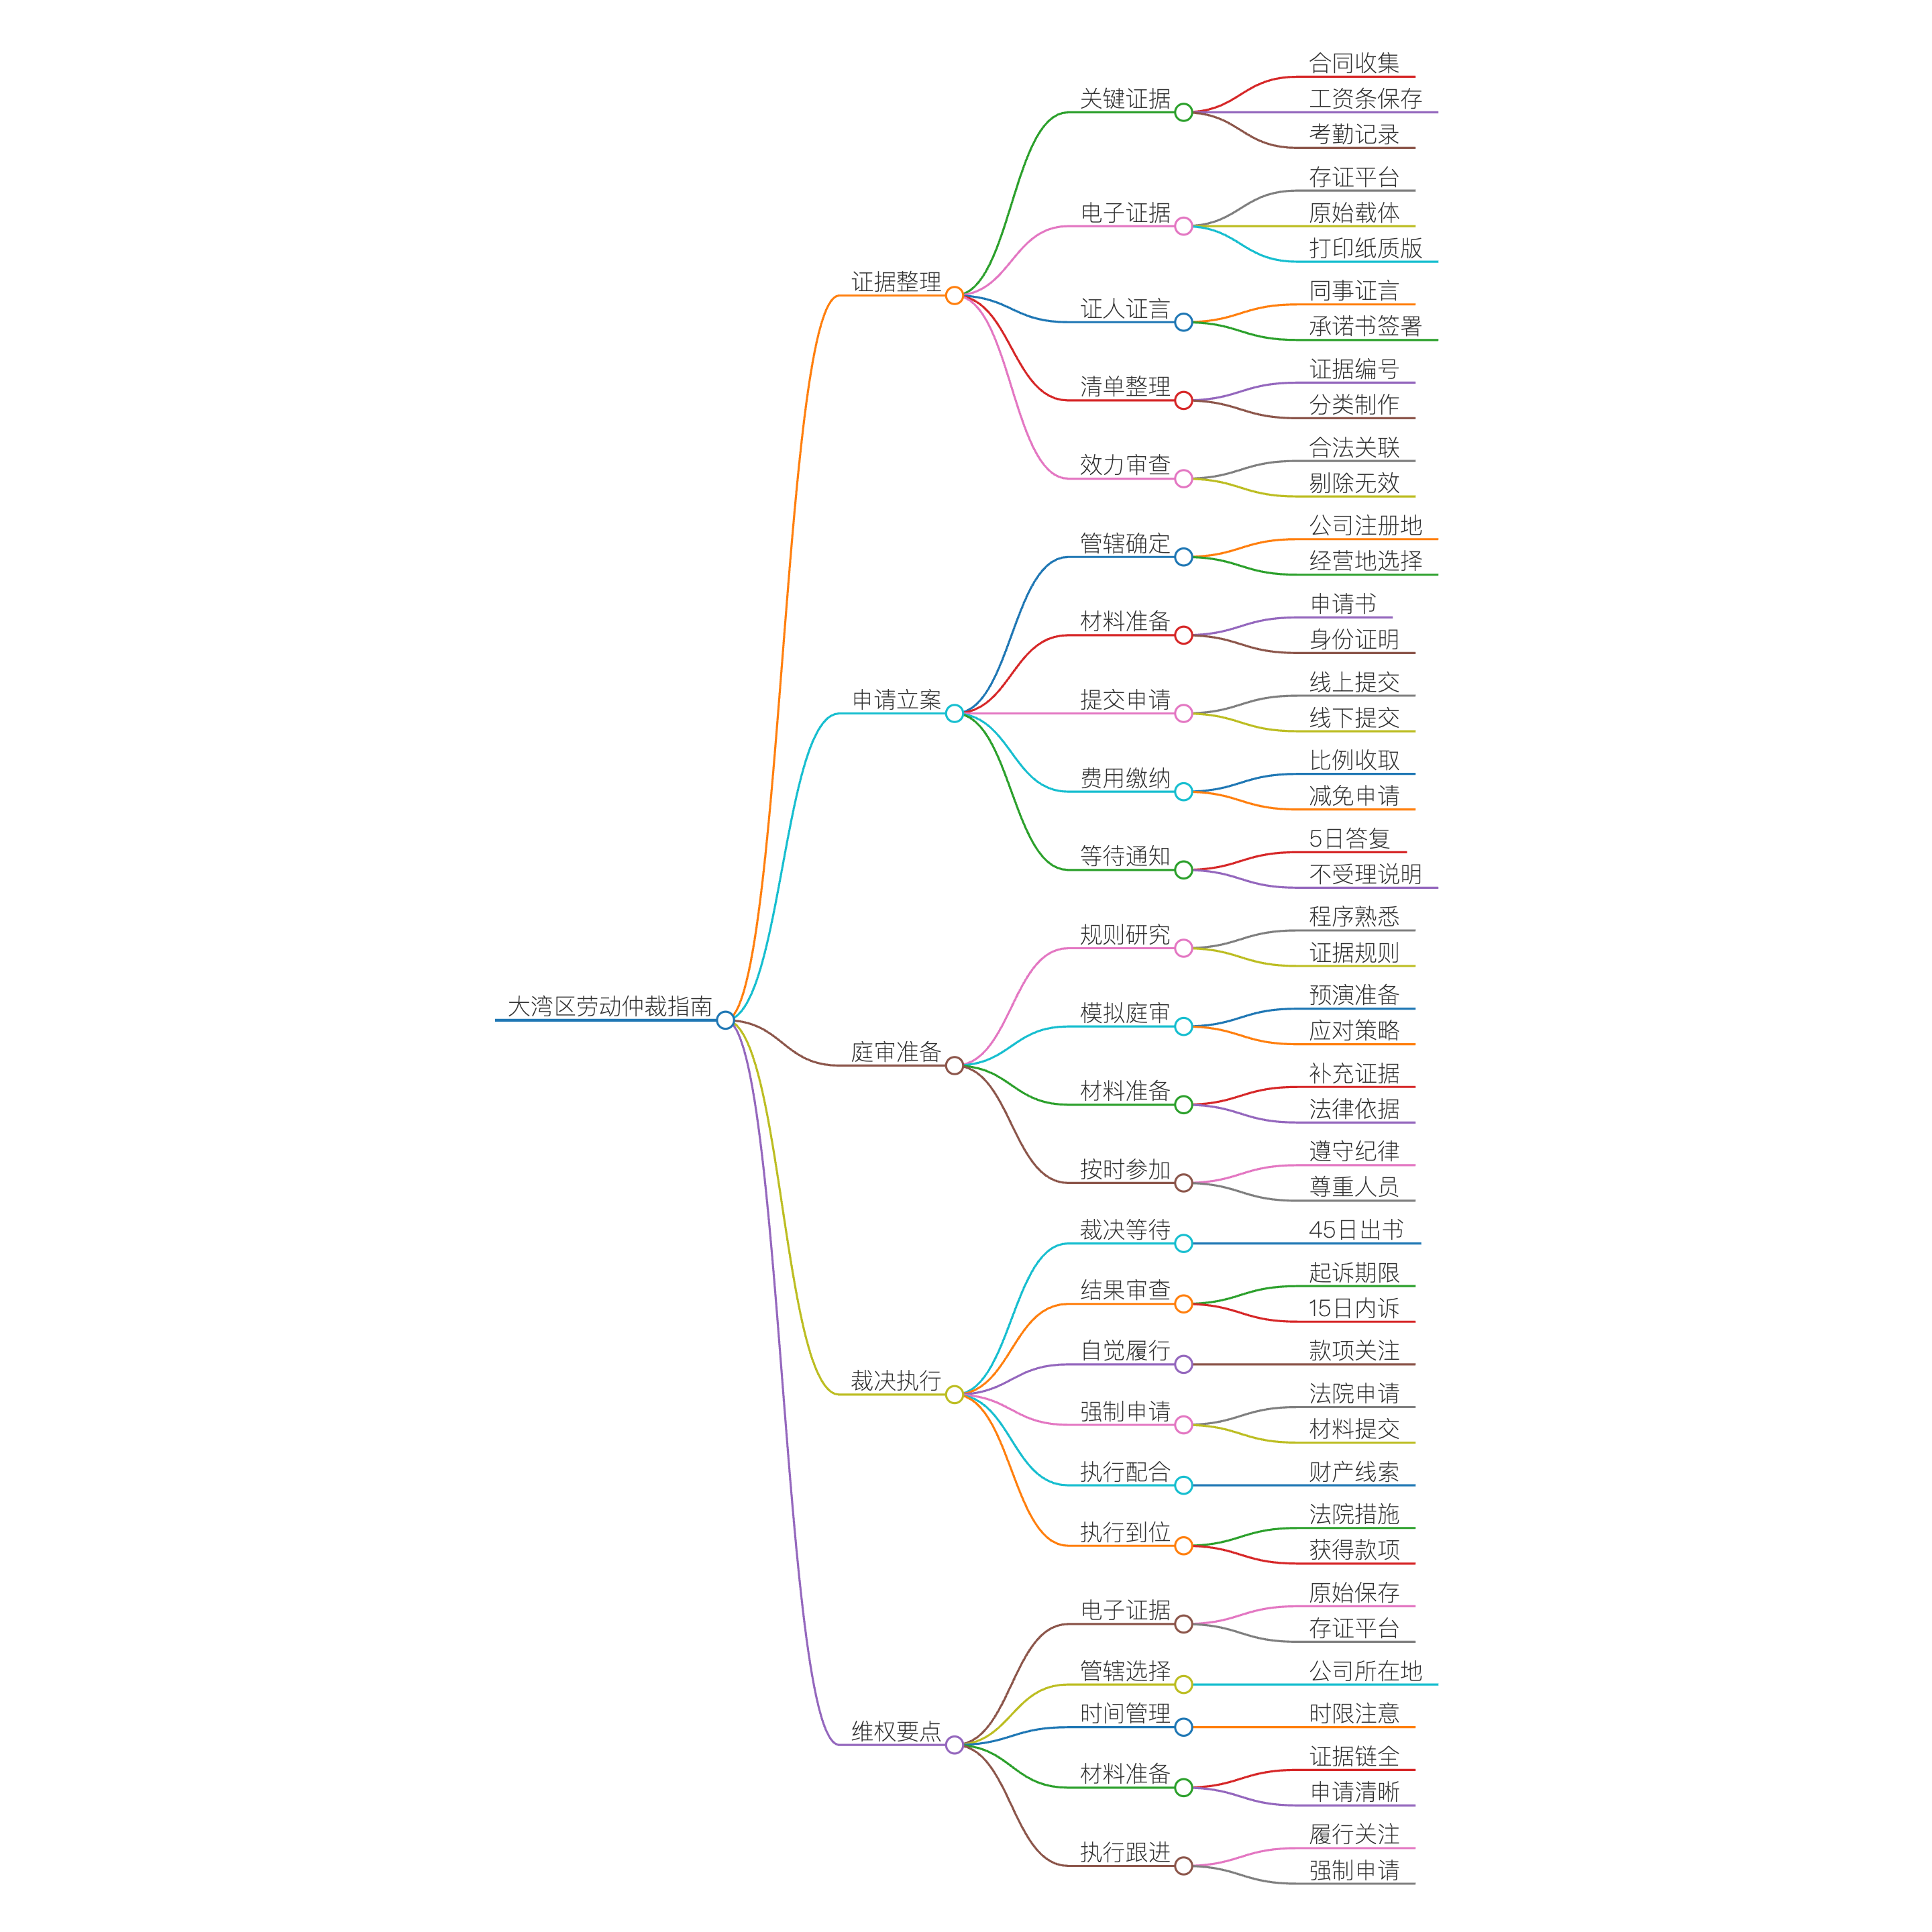 大湾区劳动仲裁指南
证据整理
关键证据
合同收集
工资条保存
考勤记录
电子证据
存证平台
原始载体
打印纸质版
证人证言
同事证言
承诺书签署
清单整理
证据编号
分类制作
效力审查
合法关联
剔除无效
申请立案
管辖确定
公司注册地
经营地选择
材料准备
申请书
身份证明
提交申请
线上提交
线下提交
费用缴纳
比例收取
减免申请
等待通知
5日答复
不受理说明
庭审准备
规则研究
程序熟悉
证据规则
模拟庭审
预演准备
应对策略
材料准备
补充证据
法律依据
按时参加
遵守纪律
尊重人员
裁决执行
裁决等待
45日出书
结果审查
起诉期限
15日内诉
自觉履行
款项关注
强制申请
法院申请
材料提交
执行配合
财产线索
执行到位
法院措施
获得款项
维权要点
电子证据
原始保存
存证平台
管辖选择
公司所在地
时间管理
时限注意
材料准备
证据链全
申请清晰
执行跟进
履行关注
强制申请